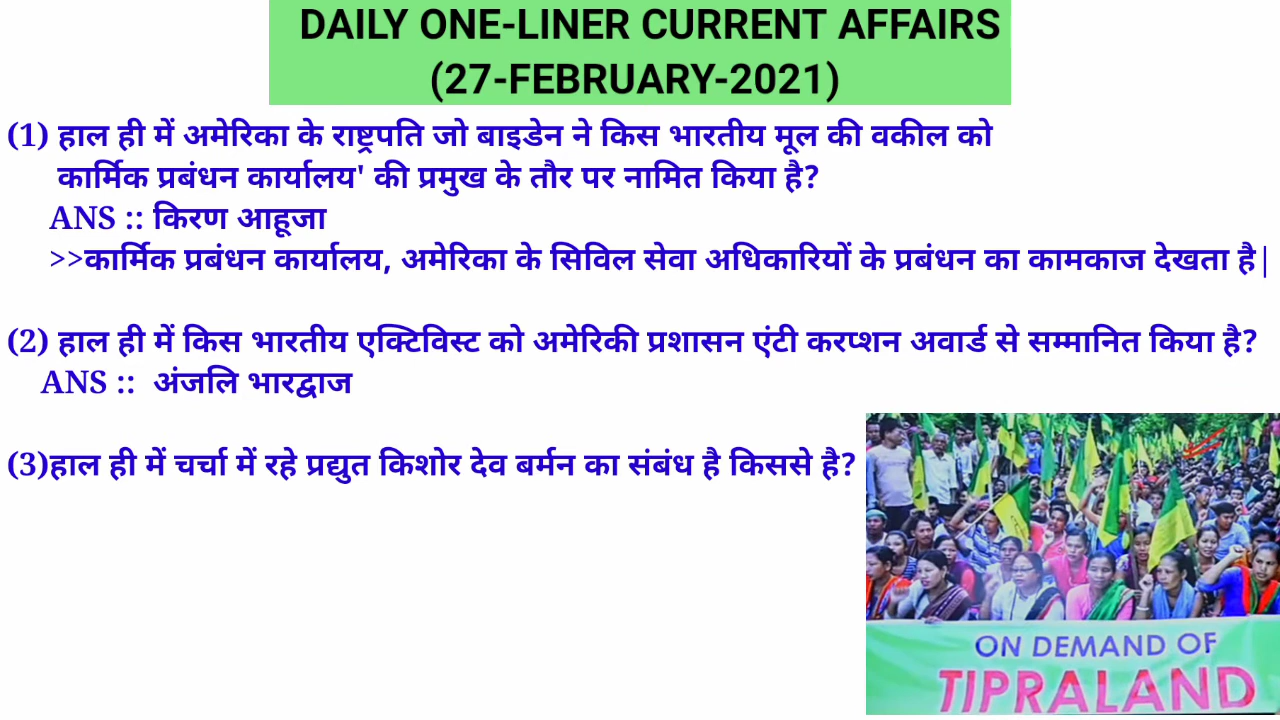 DAILY ONE-LINER CURRENT AFFAIRS
(27-FEBRUARY-2021)
(1) हाल ही में अमेरिका के राष्ट्रपति जो बाइडेन ने किस भारतीय मूल की वकील को
कार्मिक प्रबंधन कार्यालय' की प्रमुख के तौर पर नामित किया है?
ANS :: किरण आहूजा
>>कार्मिक प्रबंधन कार्यालय, अमेरिका के सिविल सेवा अधिकारियों के प्रबंधन का कामकाज देखता है|
(2) हाल ही में किस भारतीय एक्टिविस्ट को अमेरिकी प्रशासन एंटी करप्शन अवार्ड से सम्मानित किया है?
ANS :: अंजलि भारद्वाज
(3)हाल ही में चर्चा में रहे प्रद्युत किशोर देव बर्मन का संबंध है किससे है?
ON DEMAND OF
TIPRALAND